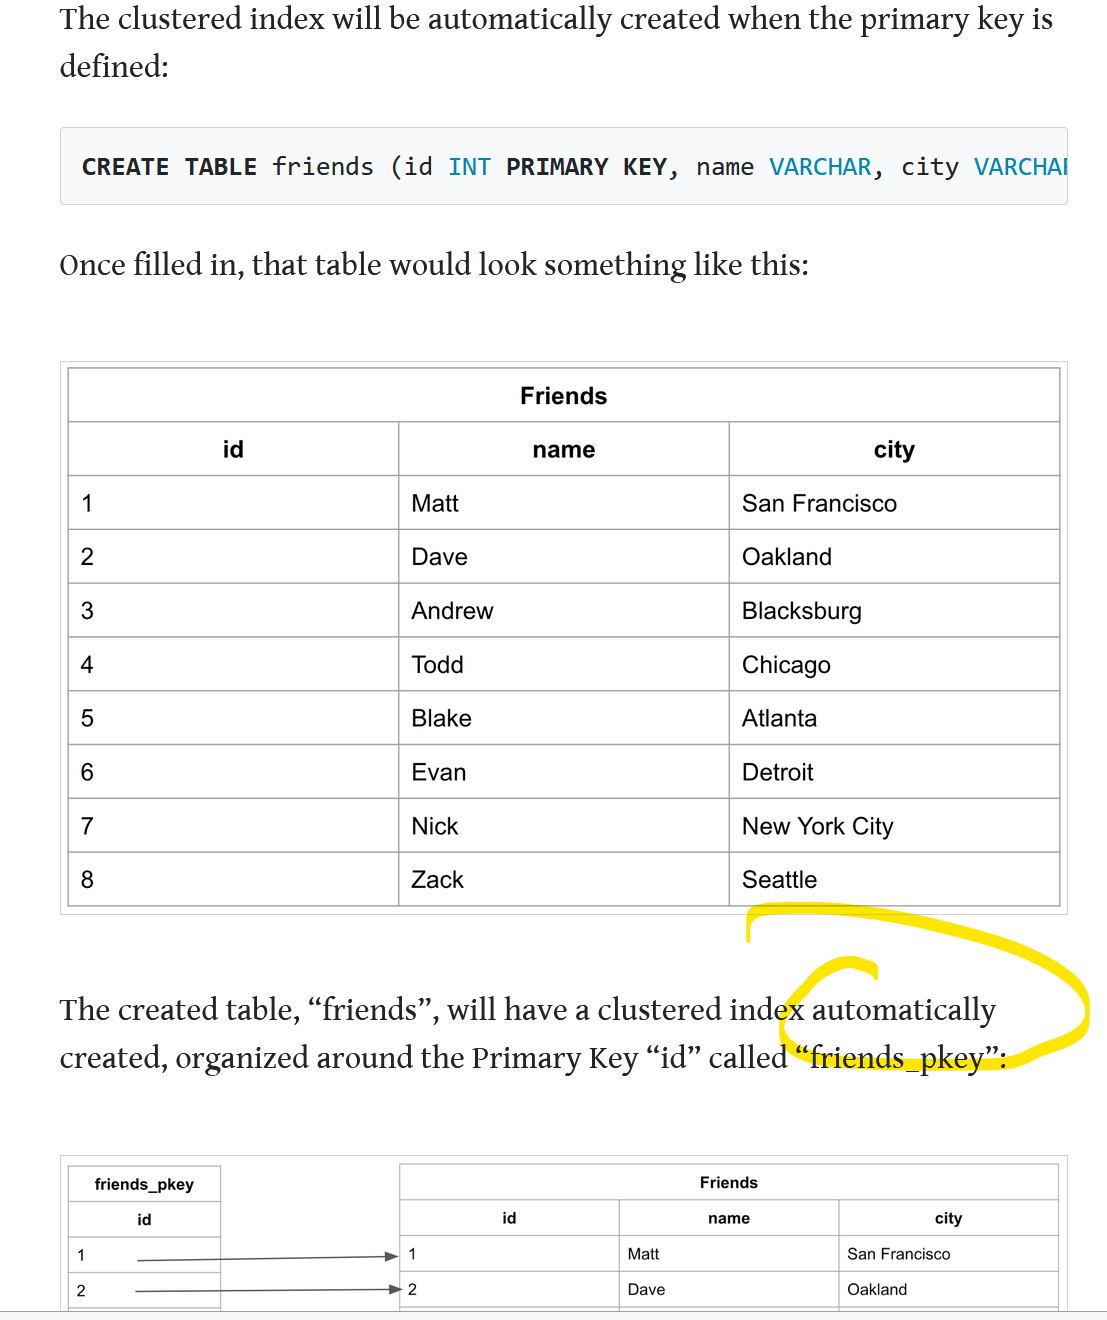 The clustered index will be automatically created when the primary key is
defined:
CREATE TABLE friends (id INT PRIMARY KEY, name VARCHAR, city VARCHAR
Once filled in, that table would look something like this:
Friends
id name city
1 Matt San Francisco
2 Dave Oakland
3 Andrew Blacksburg
4 Todd Chicago
5 Blake Atlanta
6 Evan Detroit
7 Nick New York City
8 Zack Seattle
The created table, “friends”, will have a clustered index automatically
created, organized around the Primary Key “id” called “friends_pkey”:
friends_pkey
id
1
2
Friends
id name city
1 Matt San Francisco
2 Dave Oakland